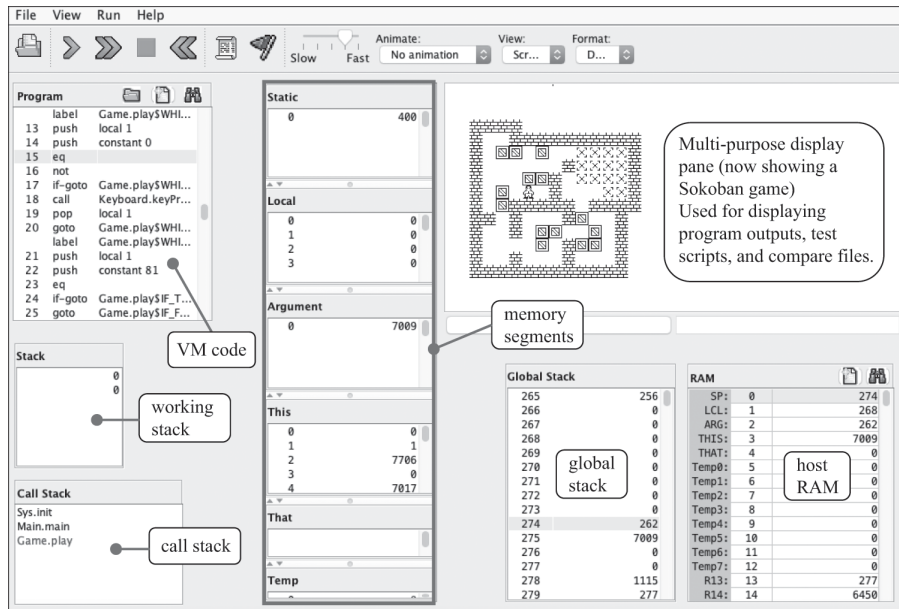 File View Run Help
Slow Fast
Animate:
No animation
View:
Scr...
Format:
D...
Program
label Game.play$WHI...
13 push local 1
14 push constant 0
15 eq
16 not
17 if-goto Game.play$WHI...
18 call Keyboard.keyPr...
19 pop local 1
20 goto Game.play$WHI...
label Game.play$WHI...
21 push local 1
22 push constant 81
23 eq
24 if-goto Game.play$IF_T...
25 goto Game.play$IF_F...
VM code
Stack
0
0
working
stack
Call Stack
Sys.init
Main.main
Game.play
call stack
Static
0 400
Local
0 0
1 0
2 0
3 0
Argument
0 7009
This
0 0
1 1
2 7706
3 0
4 7017
That
Temp
memory
segments
Multi-purpose display
pane (now showing a
Sokoban game)
Used for displaying
program outputs, test
scripts, and compare files.
Global Stack
265 256
266 0
267 0
268 0
269 0
270 0
271 0
272 0
273 0
274 262
275 7009
276 0
277 0
278 1115
279 277
global
stack
RAM
SP: 0 274
LCL: 1 268
ARG: 2 262
THIS: 3 7009
THAT: 4 0
Temp0: 5 0
Temp1: 6 0
Temp2: 7 0
Temp3: 8 0
Temp4: 9 0
Temp5: 10 0
Temp6: 11 0
Temp7: 12 0
R13: 13 277
R14: 14 6450
host
RAM